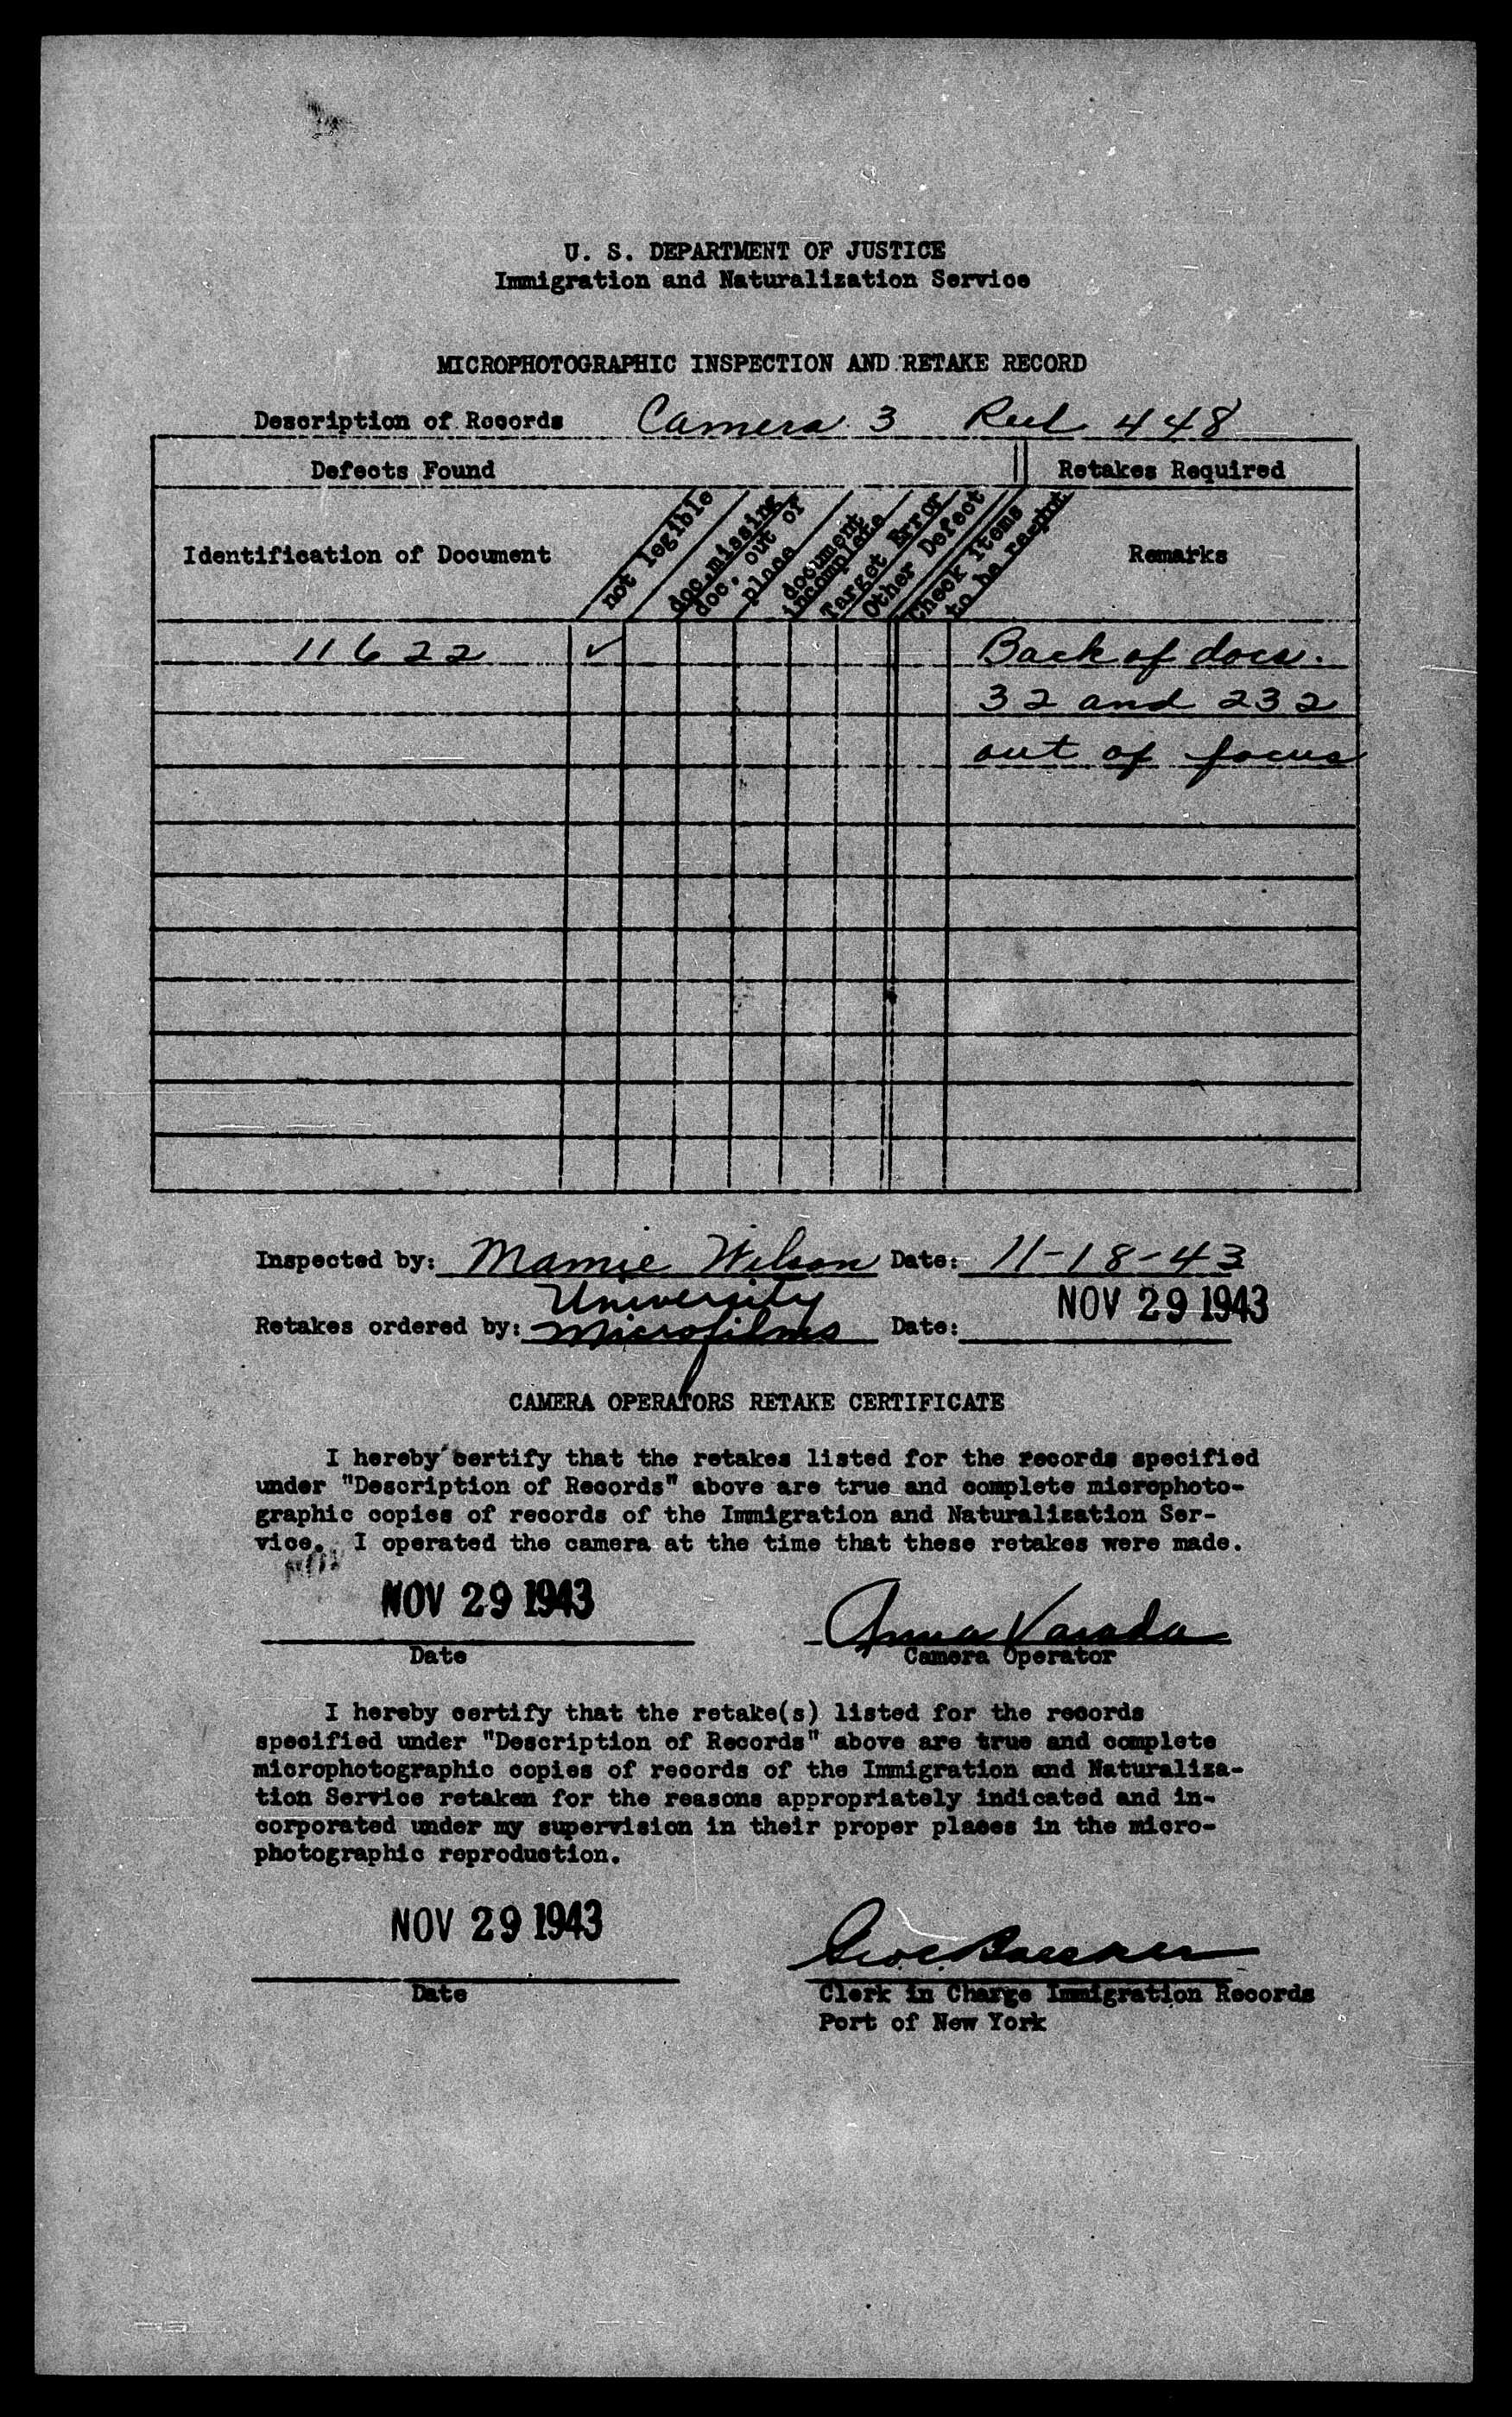 U. S. DEPARTMENT OF JUSTICE
Immigration and Naturalization Service
MICROPHOTOGRAPHIC INSPECTION AND RETAKE RECORD
Description of Records Camera 3 Reel 448
Defects Found Retakes Required
Identification of Document
not legible
doc. missing
doc. out of
place
document
incomplete
Target Error
Other Defect
Check Items
to be reshot
Remarks
11622 ✓ Back of docs.
32 and 232
out of focus
Inspected by: Mamie Wilson Date: 11-18-43
University NOV 29 1943
Retakes ordered by: Microfilms Date:
CAMERA OPERATORS RETAKE CERTIFICATE
I hereby certify that the retakes listed for the records specified
under "Description of Records" above are true and complete microphoto-
graphic copies of records of the Immigration and Naturalization Ser-
vice. I operated the camera at the time that these retakes were made.
NOV 29 1943 Anna
Date Camera Operator
I hereby certify that the retake(s) listed for the records
specified under "Description of Records" above are true and complete
microphotographic copies of records of the Immigration and Naturaliza-
tion Service retaken for the reasons appropriately indicated and in-
corporated under my supervision in their proper places in the micro-
photographic reproduction.
NOV 29 1943
Date Clerk in Charge Immigration Records
Port of New York